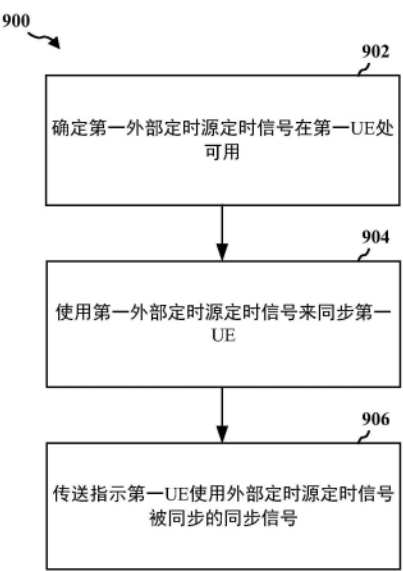 900
902
确定第一外部定时源定时信号在第一UE处
可用
904
使用第一外部定时源定时信号来同步第一
UE
906
传送指示第一UE使用外部定时源定时信号
被同步的同步信号